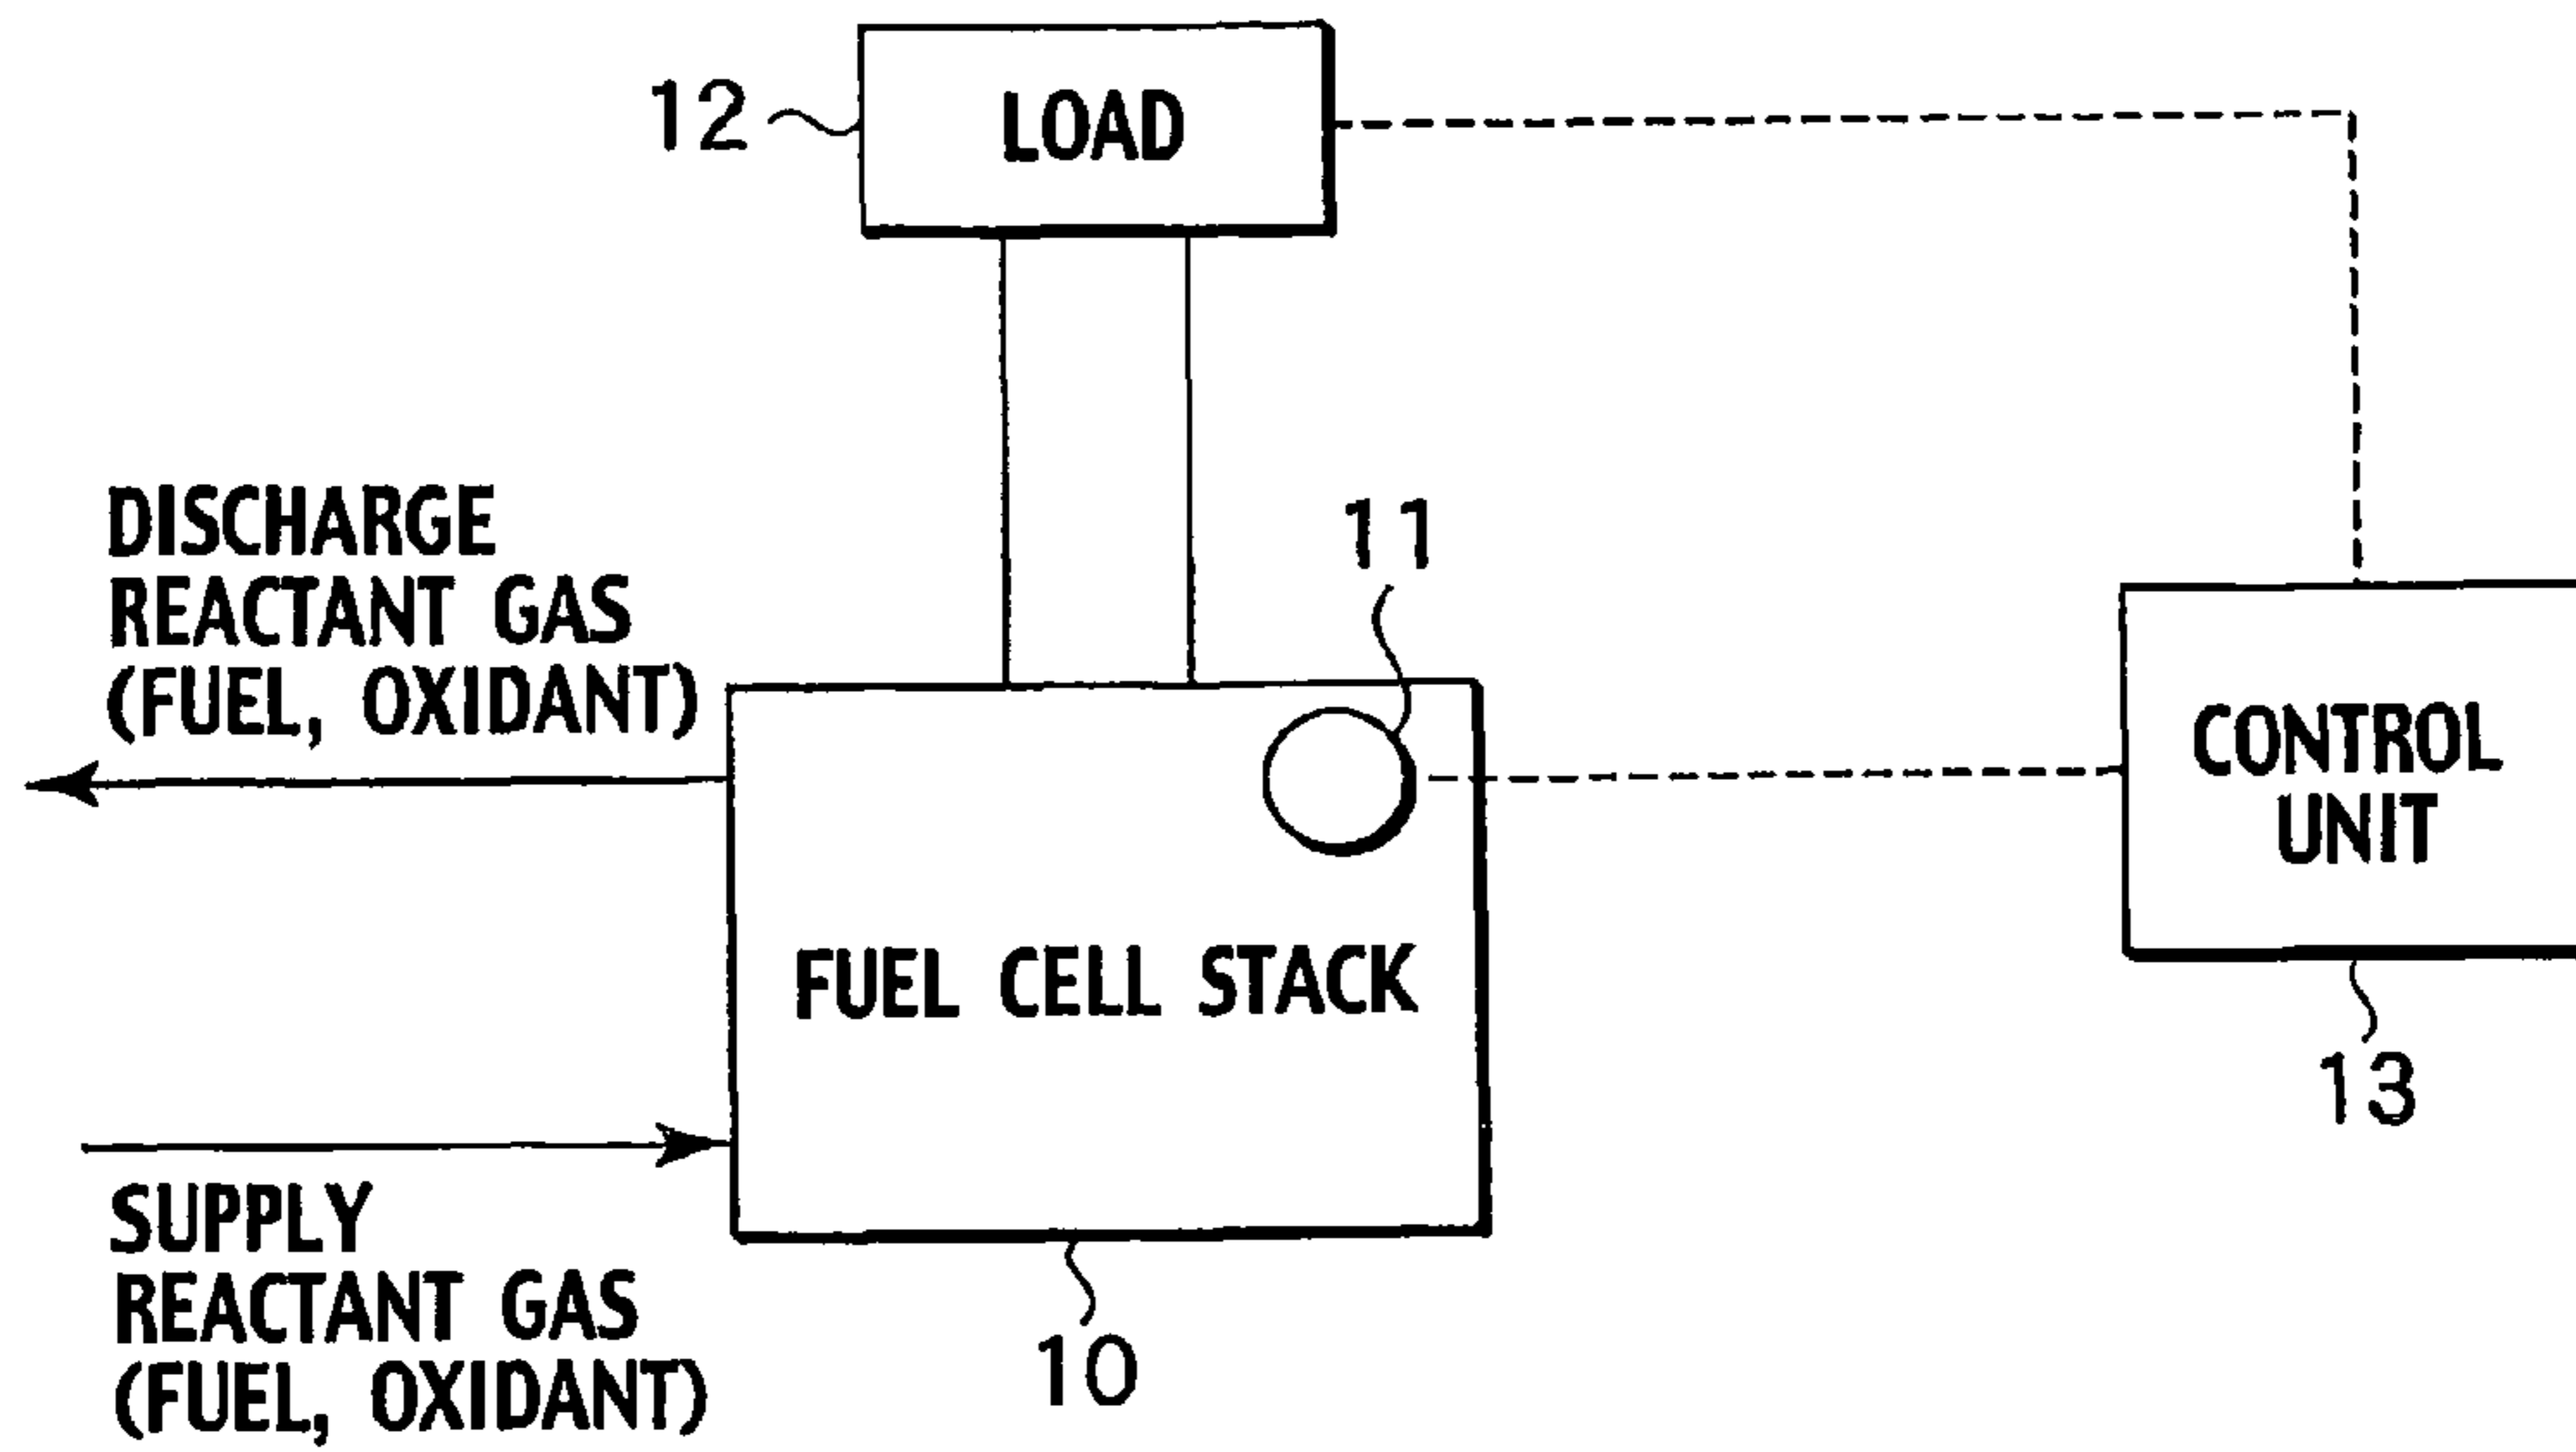 12
LOAD
DISCHARGE
REACTANT GAS
(FUEL, OXIDANT)
11
CONTROL
UNIT
FUEL CELL STACK
13
SUPPLY
REACTANT GAS
(FUEL, OXIDANT)
10